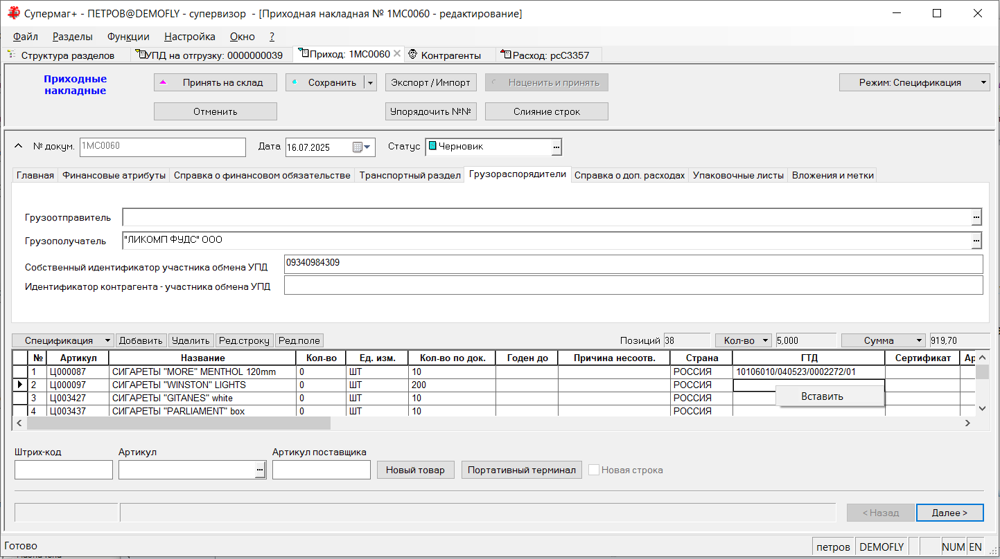 Супермаг+ - ПЕТРОВ@DEMOFLY - супервизор - [Приходная накладная № 1МС0060 - редактирование]
Файл Разделы Функции Настройка Окно ?
Структура разделов УПД на отгрузку: 0000000039 Приход: 1МС0060 Контрагенты Расход: рсС3357
Приходные накладные
Принять на склад Сохранить Экспорт / Импорт Наценить и принять Режим: Спецификация
Отменить Упорядочить №№ Слияние строк
№ докум. 1МС0060 Дата 16.07.2025 Статус Черновик ...
Главная Финансовые атрибуты Справка о финансовом обязательстве Транспортный раздел Грузораспорядители Справка о доп. расходах Упаковочные листы Вложения и метки
Грузоотправитель ...
Грузополучатель "ЛИКОМП ФУДС" ООО ...
Собственный идентификатор участника обмена УПД 09340984309
Идентификатор контрагента - участника обмена УПД
Спецификация Добавить Удалить Ред.строку Ред.поле Позиций 38 Кол-во 5,000 Сумма 919,70
№ Артикул Название Кол-во Ед. изм. Кол-во по док. Годен до Причина несоотв. Страна ГТД Сертификат Ар
1 Ц000087 СИГАРЕТЫ "MORE" MENTHOL 120mm 0 ШТ 10 РОССИЯ 10106010/040523/0002272/01
2 Ц000097 СИГАРЕТЫ "WINSTON" LIGHTS 0 ШТ 200 РОССИЯ
3 Ц003427 СИГАРЕТЫ "GITANES" white 0 ШТ 10 РОССИЯ
Вставить
4 Ц003437 СИГАРЕТЫ "PARLIAMENT" box 0 ШТ 10 РОССИЯ
Штрих-код Артикул Артикул поставщика
... Новый товар Портативный терминал Новая строка
< Назад Далее >
Готово петров DEMOFLY NUM EN